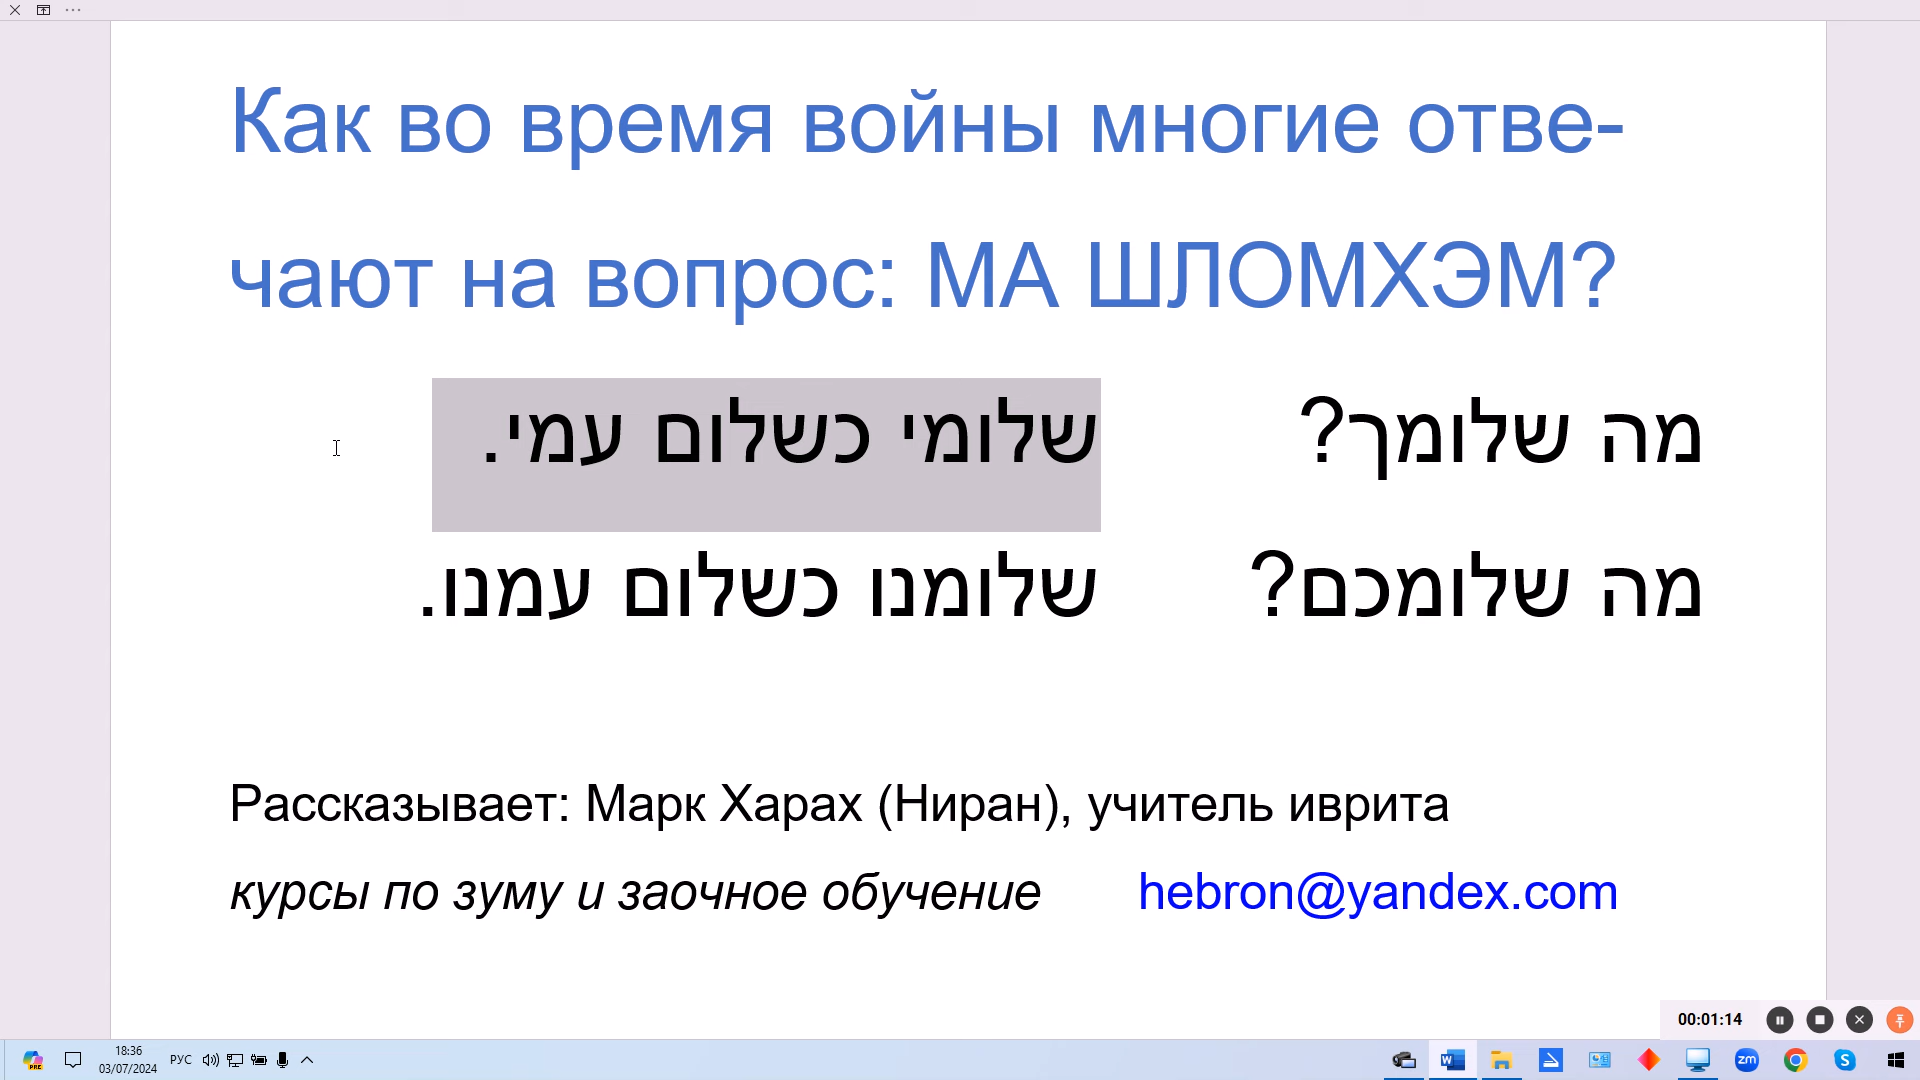 Как во время войны многие отве-
чают на вопрос: МА ШЛОМХЭМ?
מה שלומך? שלומי כשלום עמי.
מה שלומכם? שלומנו כשלום עמנו.
Рассказывает: Марк Харах (Ниран), учитель иврита
курсы по зуму и заочное обучение hebron@yandex.com
00:01:14
18:36
РУС
03/07/2024
PRE
W
zm
S